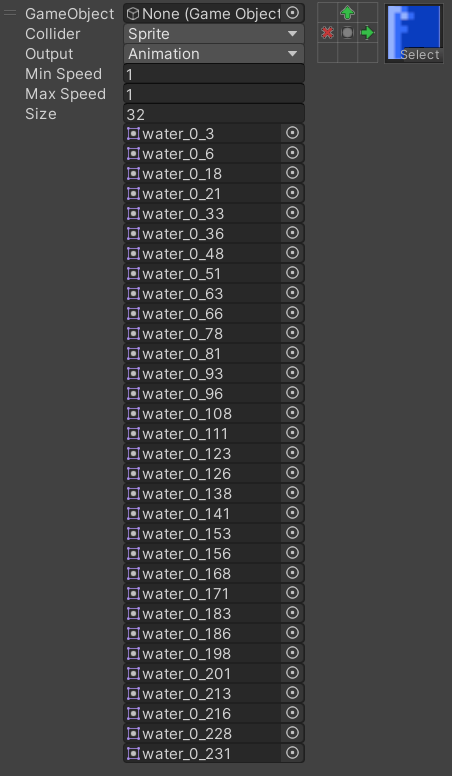 GameObject None (Game Object
Collider Sprite
Output Animation
Min Speed 1
Max Speed 1
Size 32
Select
water_0_3
water_0_6
water_0_18
water_0_21
water_0_33
water_0_36
water_0_48
water_0_51
water_0_63
water_0_66
water_0_78
water_0_81
water_0_93
water_0_96
water_0_108
water_0_111
water_0_123
water_0_126
water_0_138
water_0_141
water_0_153
water_0_156
water_0_168
water_0_171
water_0_183
water_0_186
water_0_198
water_0_201
water_0_213
water_0_216
water_0_228
water_0_231